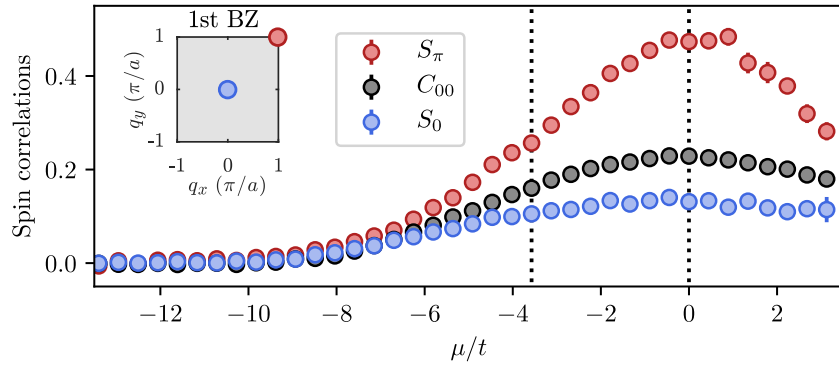 1st BZ
1
0
-1
q_y (π/a)
-1 0 1
q_x (π/a)
S_π
C_00
S_0
Spin correlations
0.4
0.2
0.0
−12 −10 −8 −6 −4 −2 0 2
μ/t